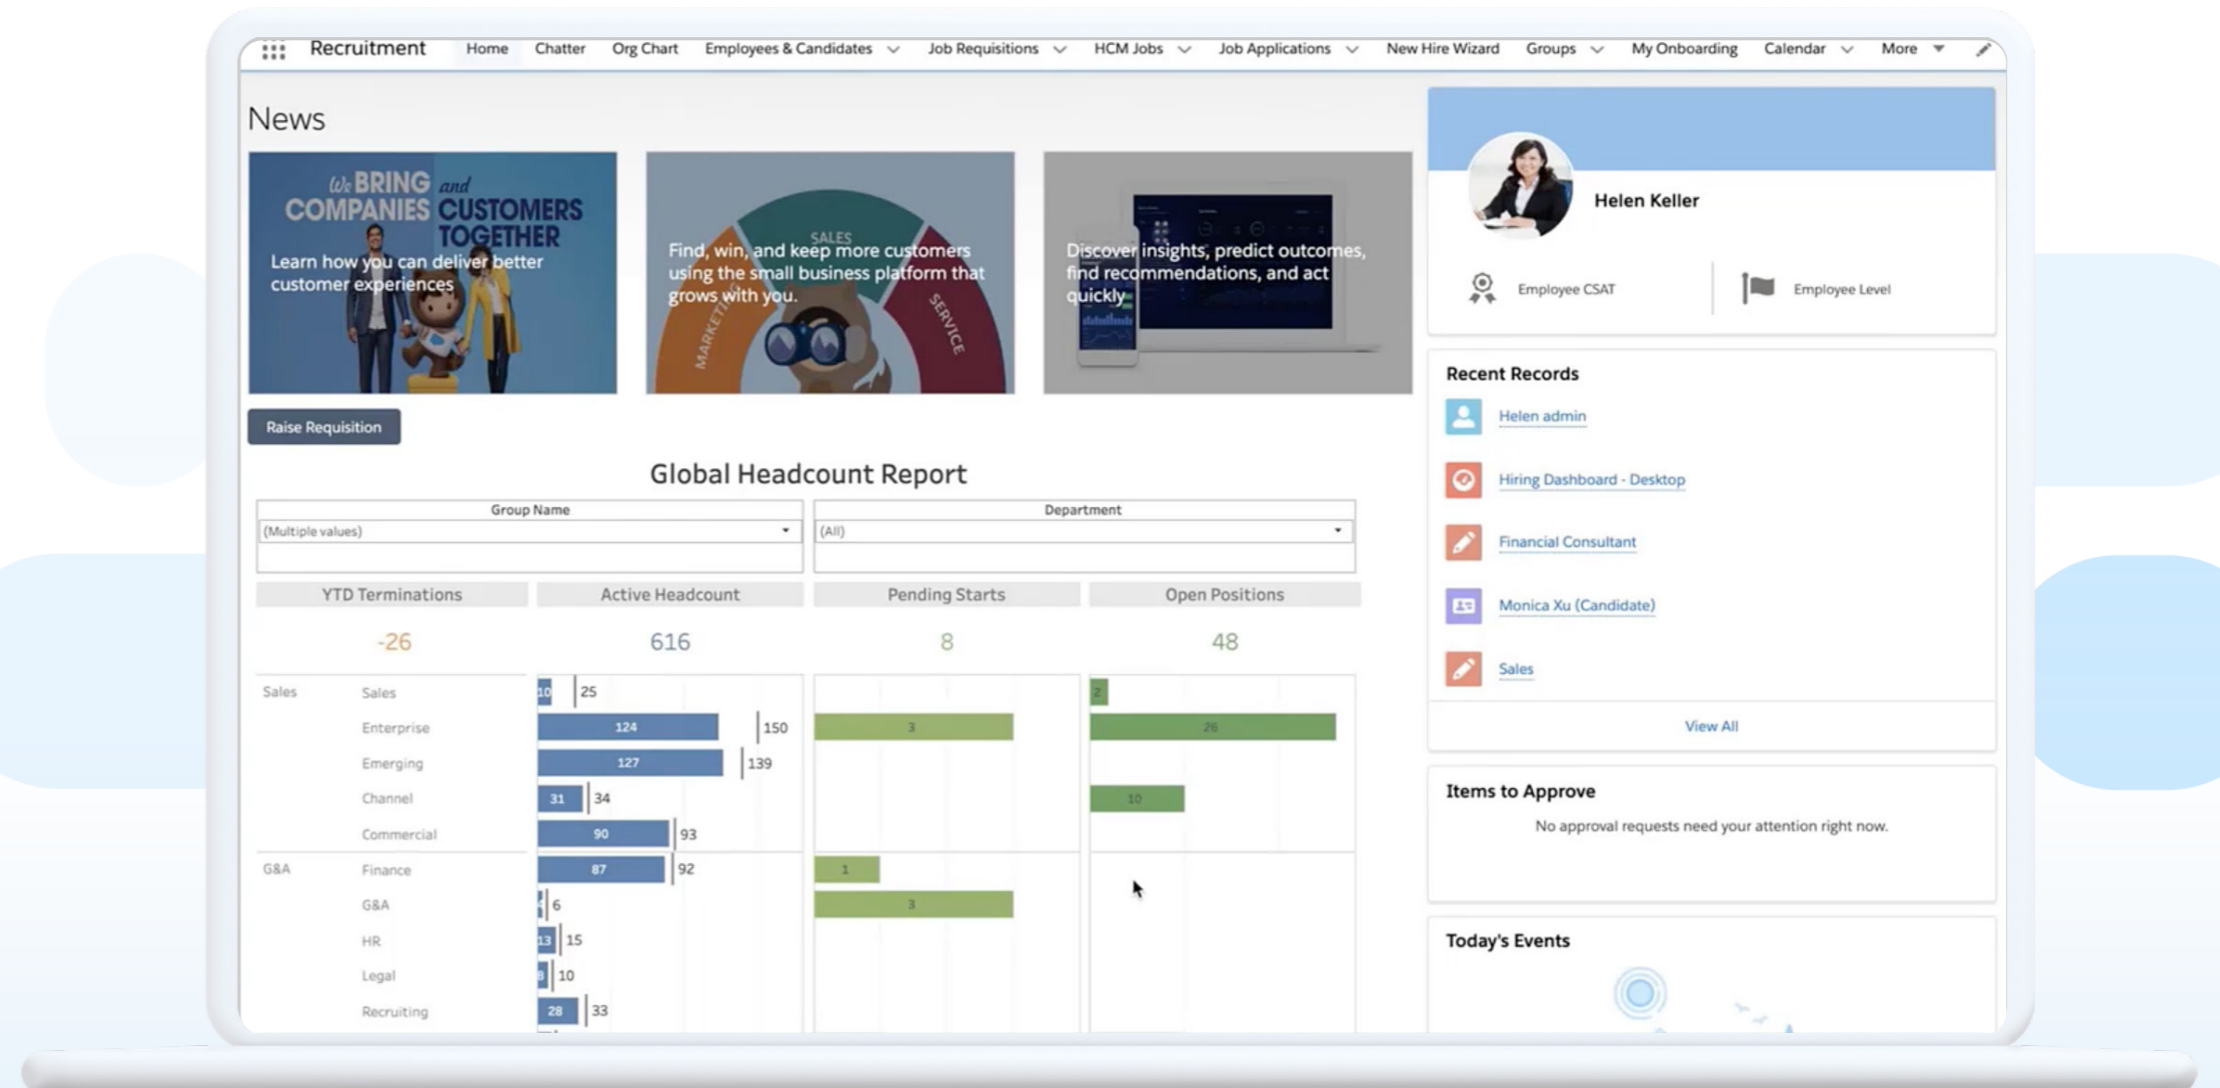 Recruitment Home Chatter Org Chart Employees & Candidates Job Requisitions HCM Jobs Job Applications New Hire Wizard Groups My Onboarding Calendar More
News
We BRING and
COMPANIES CUSTOMERS
TOGETHER
Learn how you can deliver better
customer experiences
SALES
MARKETING
SERVICE
Find, win, and keep more customers
using the small business platform that
grows with you.
Discover insights, predict outcomes,
find recommendations, and act
quickly
Raise Requisition
Global Headcount Report
Group Name Department
(Multiple values) (All)
YTD Terminations Active Headcount Pending Starts Open Positions
-26 616 8 48
Sales Sales 10 25 2
Enterprise 124 150 3 26
Emerging 127 139
Channel 31 34 10
Commercial 90 93
G&A Finance 87 92 1
G&A 6 3
HR 13 15
Legal 8 10
Recruiting 28 33
Helen Keller
Employee CSAT Employee Level
Recent Records
Helen admin
Hiring Dashboard - Desktop
Financial Consultant
Monica Xu (Candidate)
Sales
View All
Items to Approve
No approval requests need your attention right now.
Today's Events